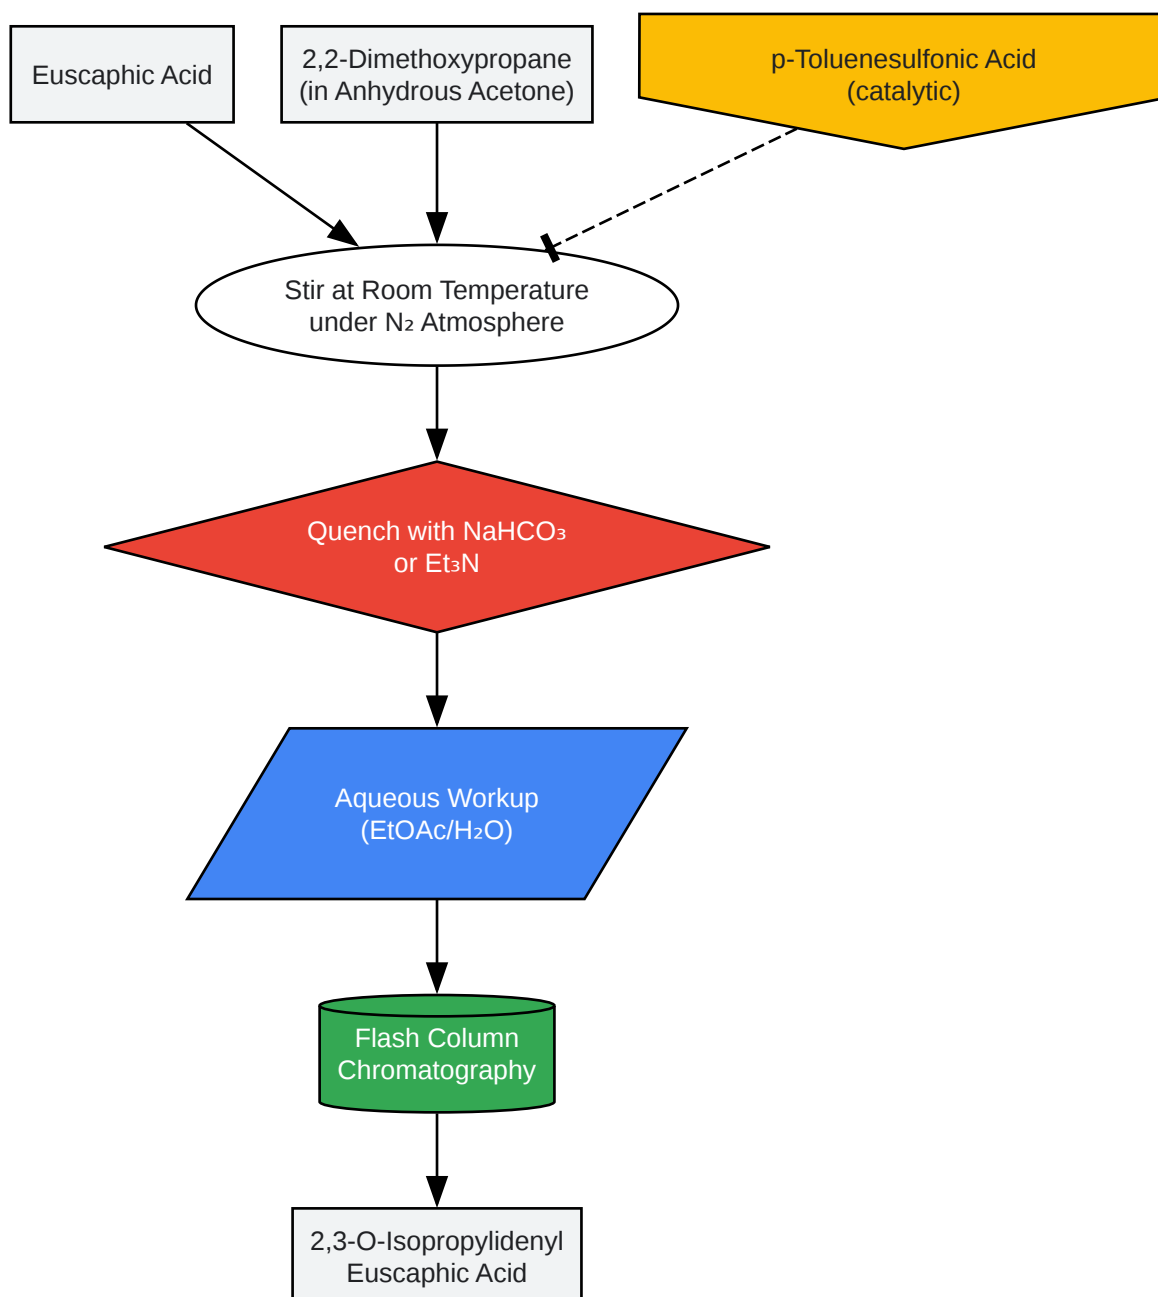 Euscaphic Acid
2,2-Dimethoxypropane
(in Anhydrous Acetone)
p-Toluenesulfonic Acid
(catalytic)
Stir at Room Temperature
under N₂ Atmosphere
Quench with NaHCO₃
or Et₃N
Aqueous Workup
(EtOAc/H₂O)
Flash Column
Chromatography
2,3-O-Isopropylidenyl
Euscaphic Acid